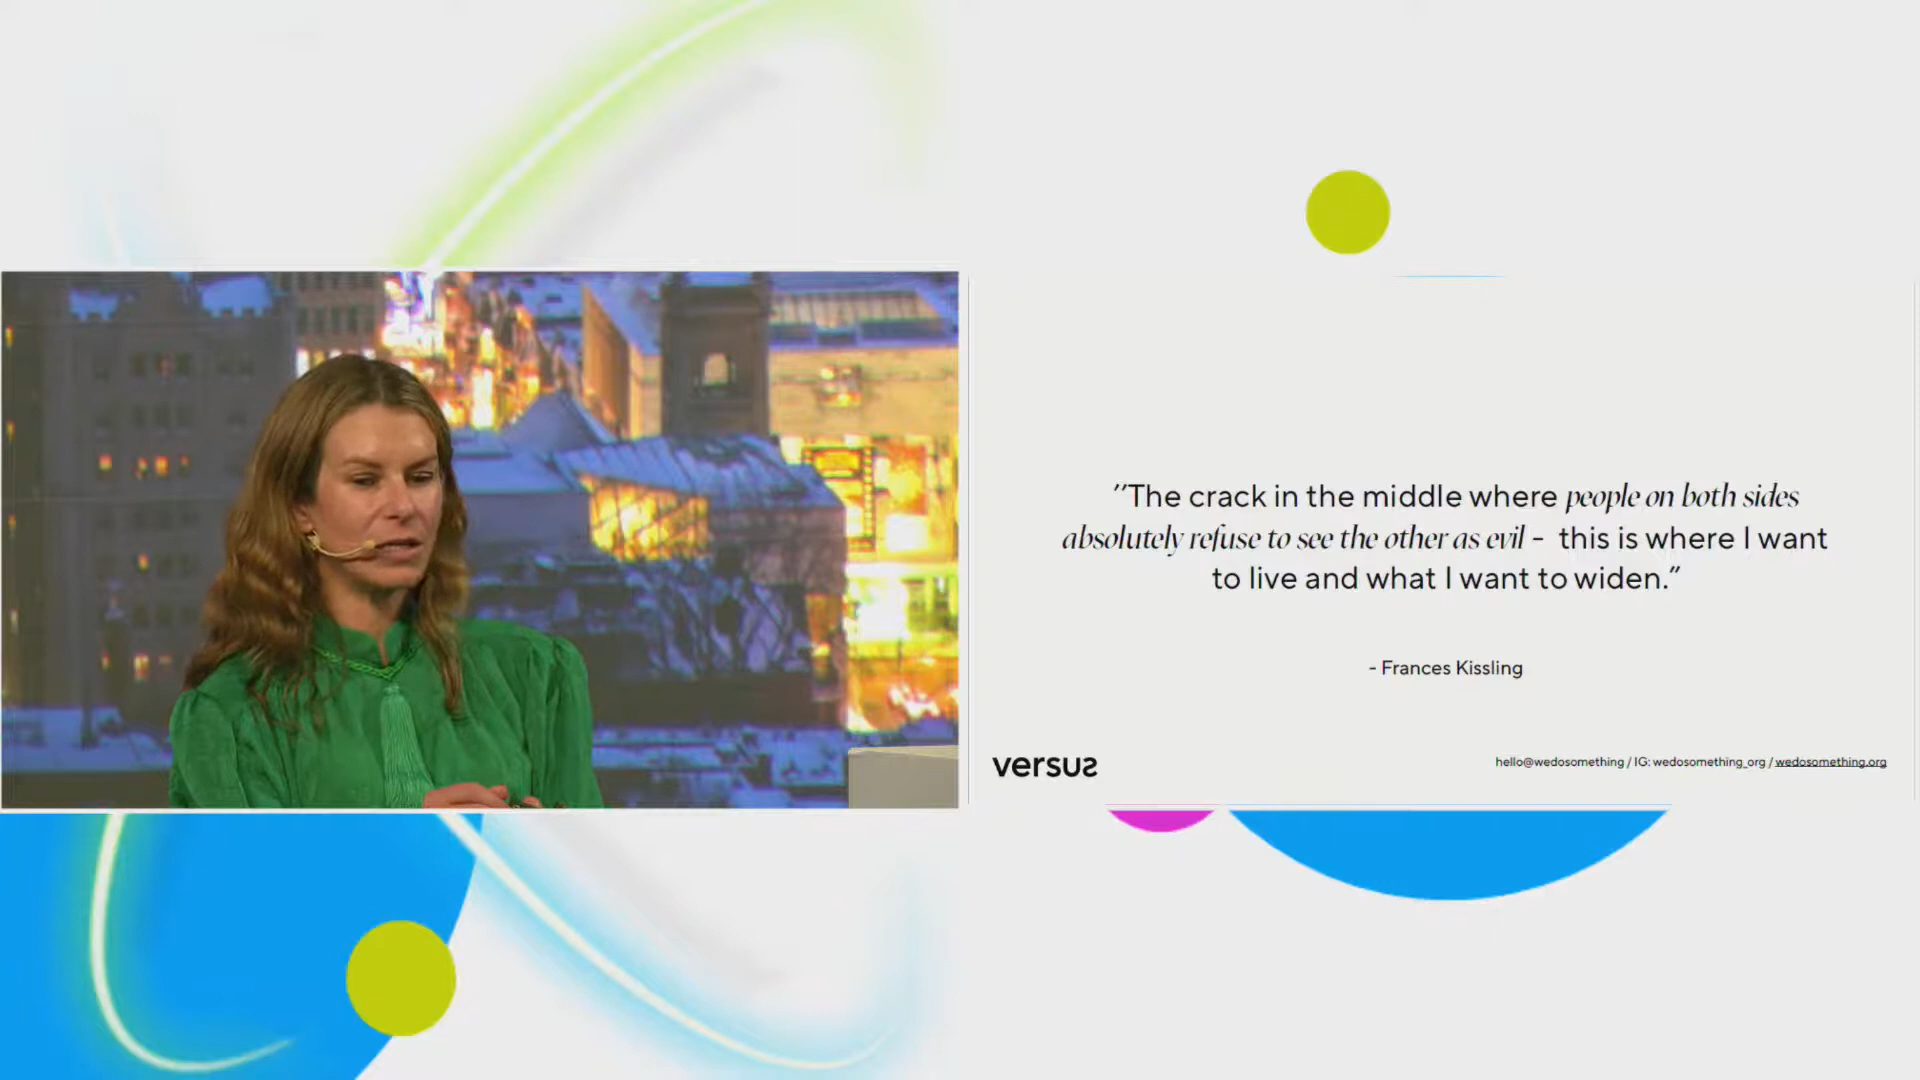 ”The crack in the middle where people on both sides
absolutely refuse to see the other as evil - this is where I want
to live and what I want to widen.”
- Frances Kissling
versus
hello@wedosomething / IG: wedosomething_org / wedosomething.org